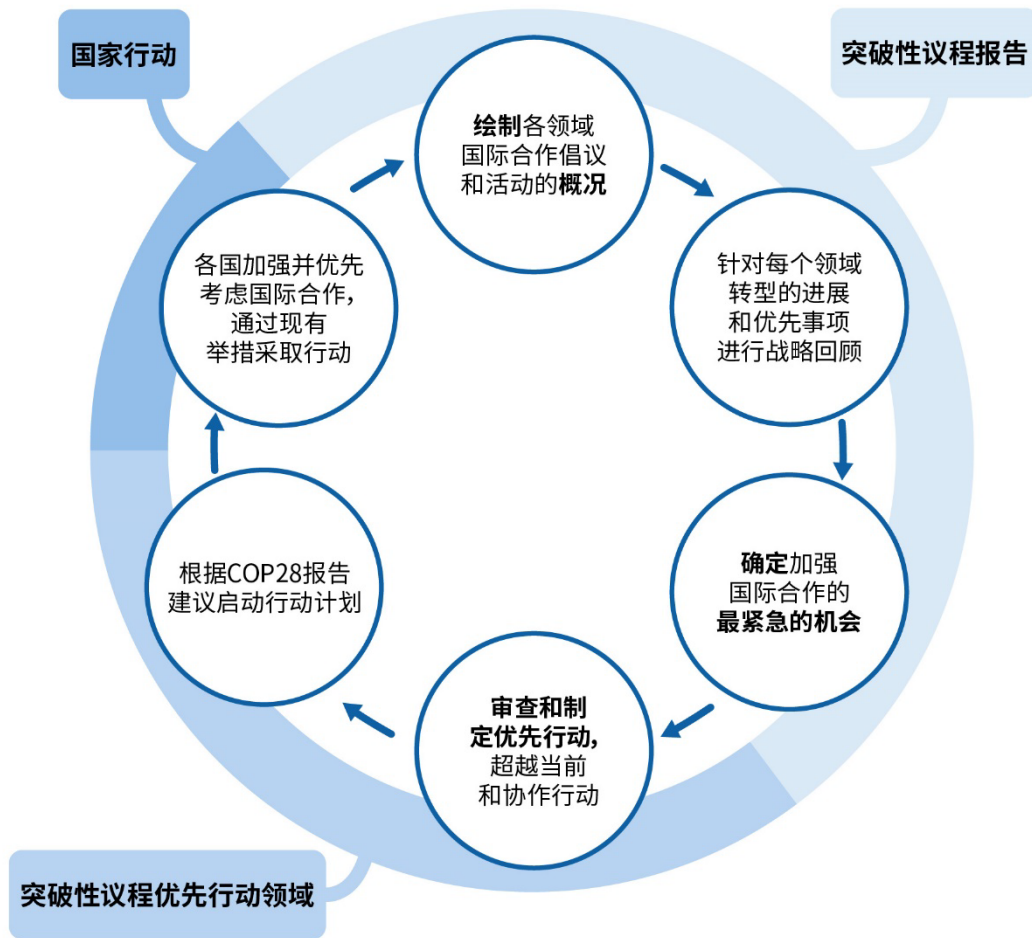 国家行动
突破性议程报告
绘制各领域
国际合作倡议
和活动的概况
针对每个领域
转型的进展
和优先事项
进行战略回顾
确定加强
国际合作的
最紧急的机会
审查和制
定优先行动,
超越当前
和协作行动
根据COP28报告
建议启动行动计划
各国加强并优先
考虑国际合作,
通过现有
举措采取行动
突破性议程优先行动领域